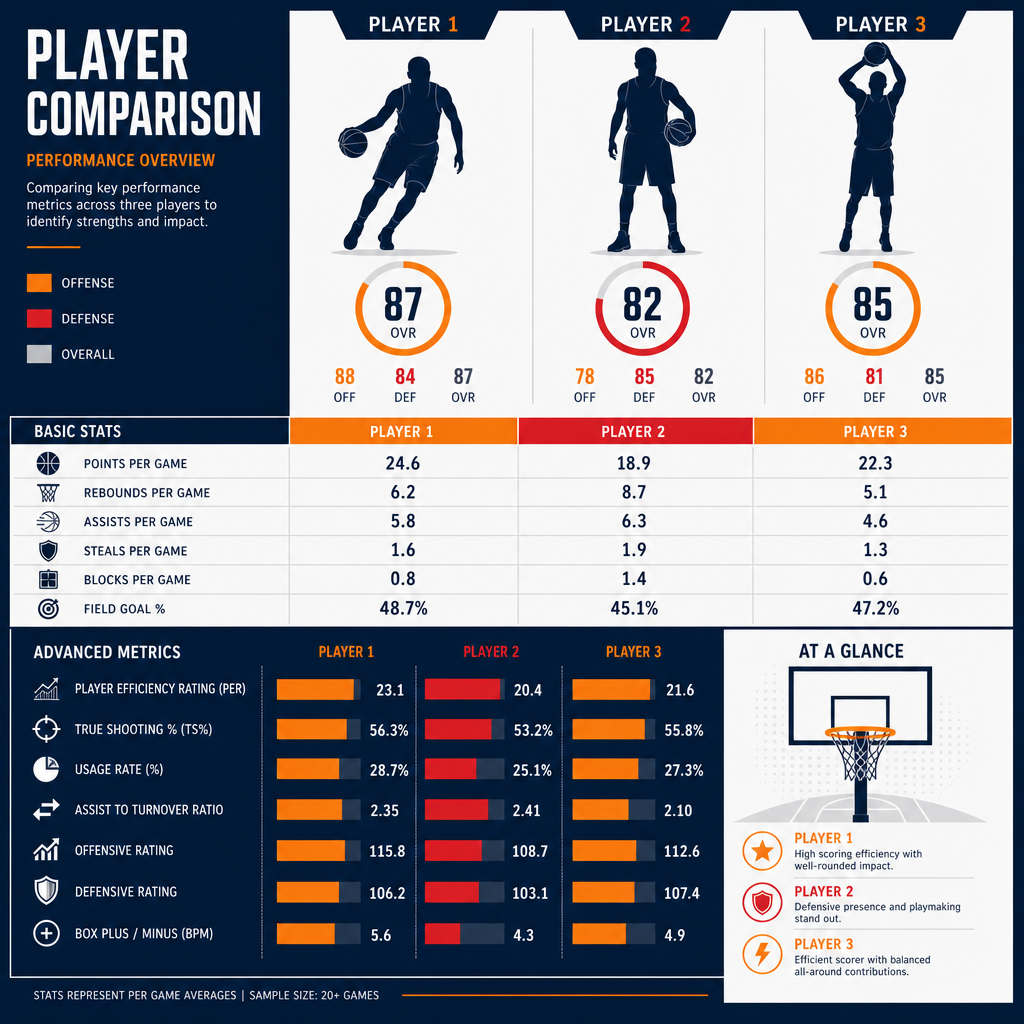 PLAYER
COMPARISON
PERFORMANCE OVERVIEW
Comparing key performance
metrics across three players to
identify strengths and impact.
OFFENSE
DEFENSE
OVERALL
PLAYER 1
87
OVR
88 84 87
OFF DEF OVR
PLAYER 2
82
OVR
78 85 82
OFF DEF OVR
PLAYER 3
85
OVR
86 81 85
OFF DEF OVR
BASIC STATS PLAYER 1 PLAYER 2 PLAYER 3
POINTS PER GAME 24.6 18.9 22.3
REBOUNDS PER GAME 6.2 8.7 5.1
ASSISTS PER GAME 5.8 6.3 4.6
STEALS PER GAME 1.6 1.9 1.3
BLOCKS PER GAME 0.8 1.4 0.6
FIELD GOAL % 48.7% 45.1% 47.2%
ADVANCED METRICS PLAYER 1 PLAYER 2 PLAYER 3
PLAYER EFFICIENCY RATING (PER) 23.1 20.4 21.6
TRUE SHOOTING % (TS%) 56.3% 53.2% 55.8%
USAGE RATE (%) 28.7% 25.1% 27.3%
ASSIST TO TURNOVER RATIO 2.35 2.41 2.10
OFFENSIVE RATING 115.8 108.7 112.6
DEFENSIVE RATING 106.2 103.1 107.4
BOX PLUS / MINUS (BPM) 5.6 4.3 4.9
AT A GLANCE
PLAYER 1
High scoring efficiency with
well-rounded impact.
PLAYER 2
Defensive presence and playmaking
stand out.
PLAYER 3
Efficient scorer with balanced
all-around contributions.
STATS REPRESENT PER GAME AVERAGES | SAMPLE SIZE: 20+ GAMES